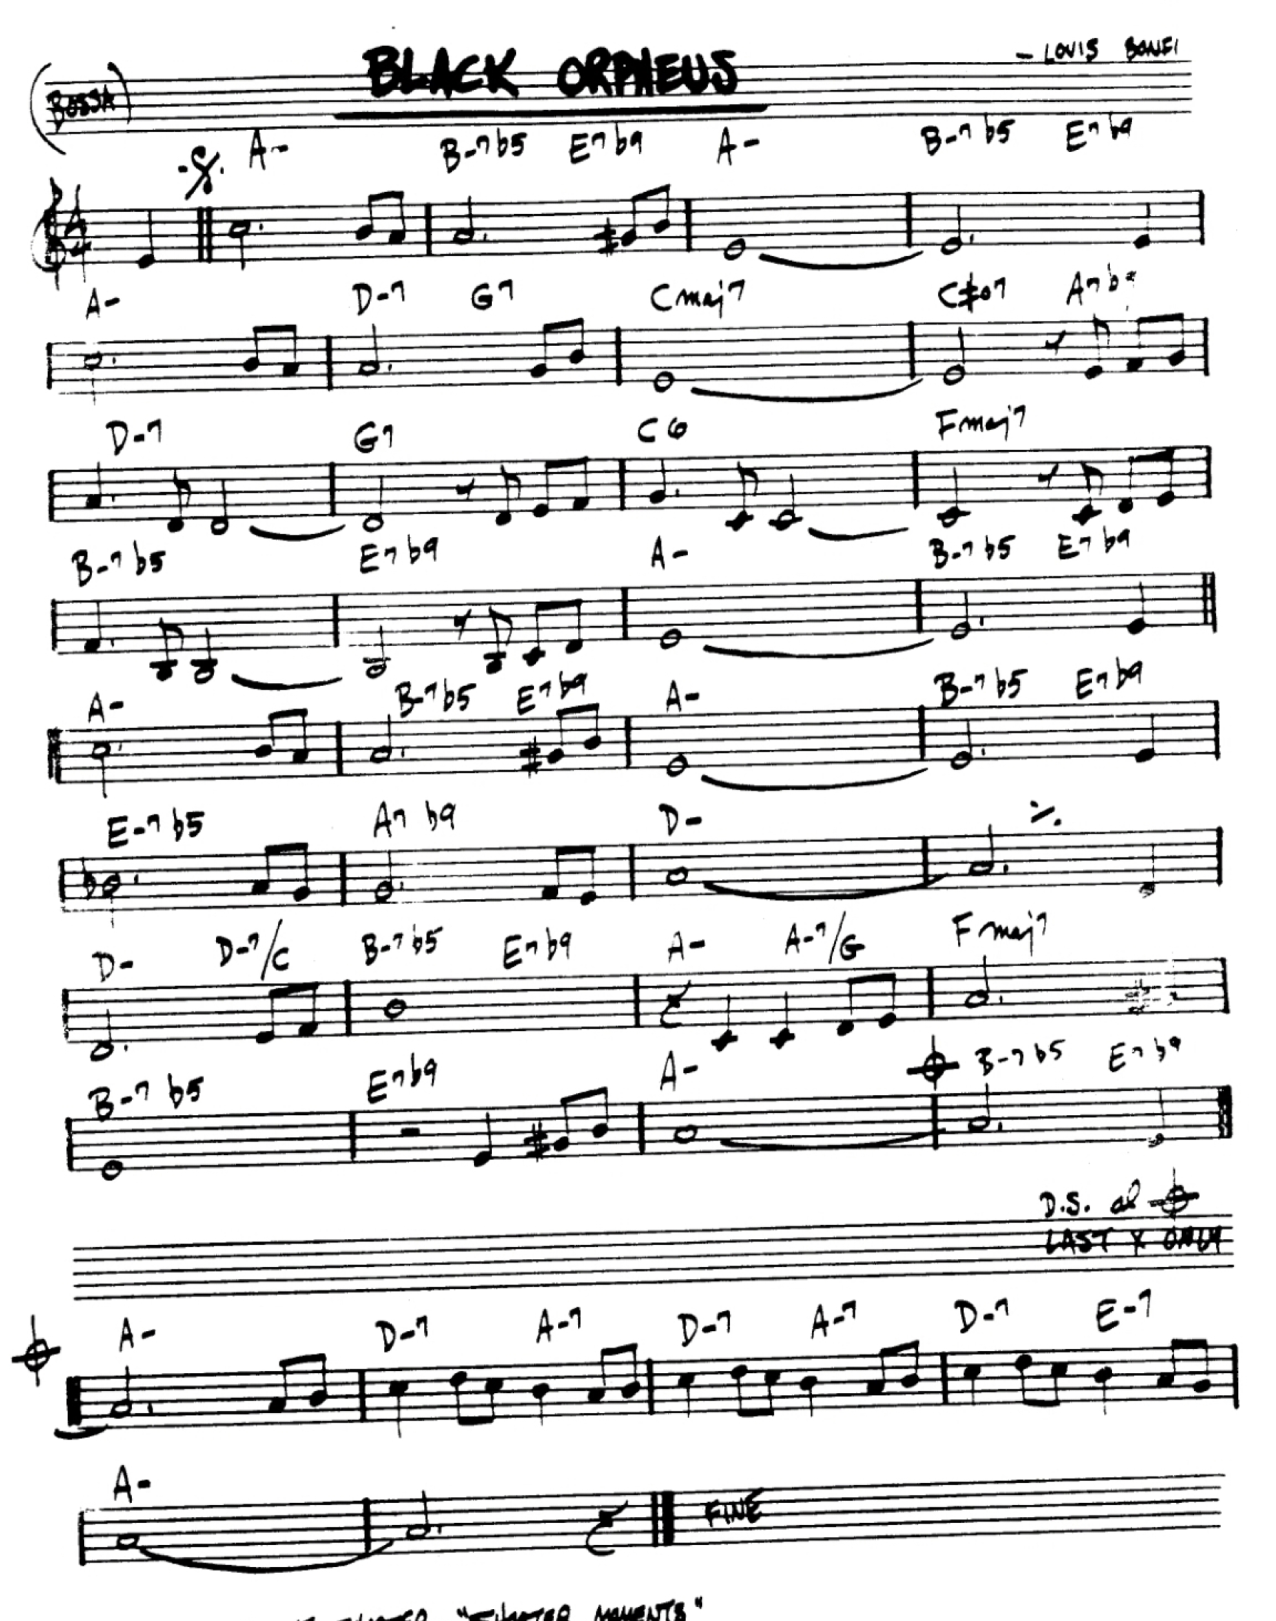 BLACK ORPHEUS
— LOUIS BONFI
(BOSSA)
A- B-7b5 E7b9 A- B-7b5 E7b9
A- D-7 G7 Cmaj7 C#o7 A7b9
D-7 G7 C6 Fmaj7
B-7b5 E7b9 A- B-7b5 E7b9
A- B-7b5 E7b9 A- B-7b5 E7b9
E-7b5 A7b9 D-
D- D-7/C B-7b5 E7b9 A- A-7/G Fmaj7
B-7b5 E7b9 A- B-7b5 E7b9
D.S. al
LAST X ONLY
A- D-7 A-7 D-7 A-7 D-7 E-7
A-
FINE
"SHORTER MOMENTS"